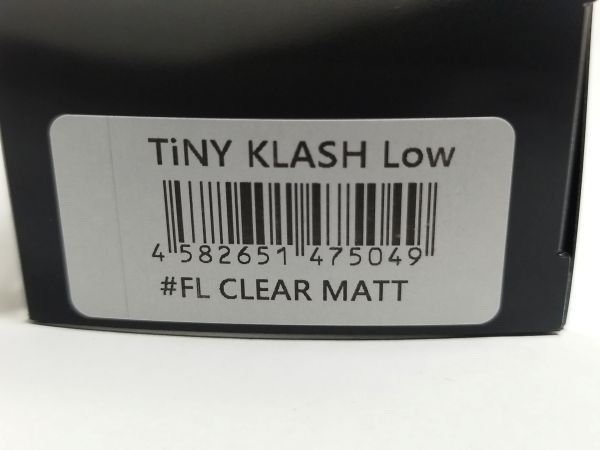 TiNY KLASH Low
4 582651 475049
#FL CLEAR MATT